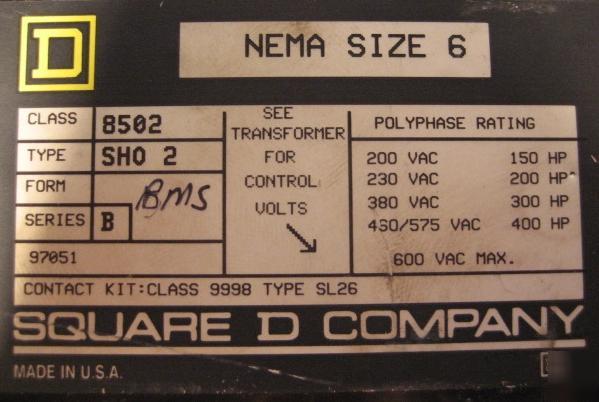 D
NEMA SIZE 6
CLASS 8502
TYPE SHO 2
FORM BMS
SERIES B
97051
SEE
TRANSFORMER
FOR
CONTROL
VOLTS
POLYPHASE RATING
200 VAC 150 HP
230 VAC 200 HP
380 VAC 300 HP
460/575 VAC 400 HP
600 VAC MAX.
CONTACT KIT:CLASS 9998 TYPE SL26
SQUARE D COMPANY
MADE IN U.S.A.